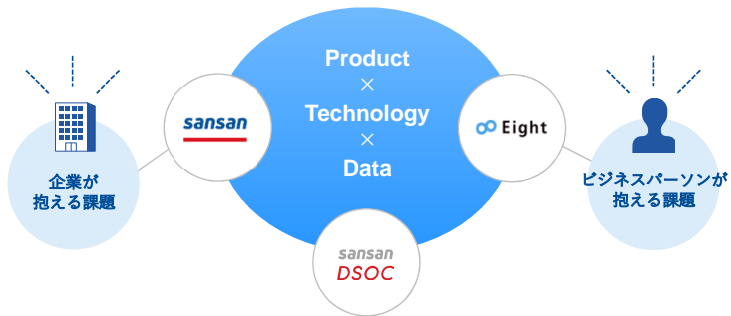 Product
×
Technology
×
Data
sansan
Eight
企業が
抱える課題
ビジネスパーソンが
抱える課題
sansan
DSOC